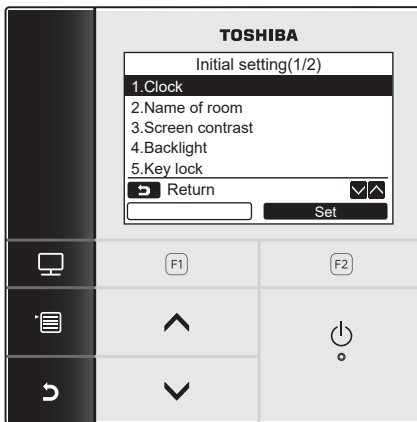 TOSHIBA
Initial setting(1/2)
1.Clock
2.Name of room
3.Screen contrast
4.Backlight
5.Key lock
Return
Set
F1
F2